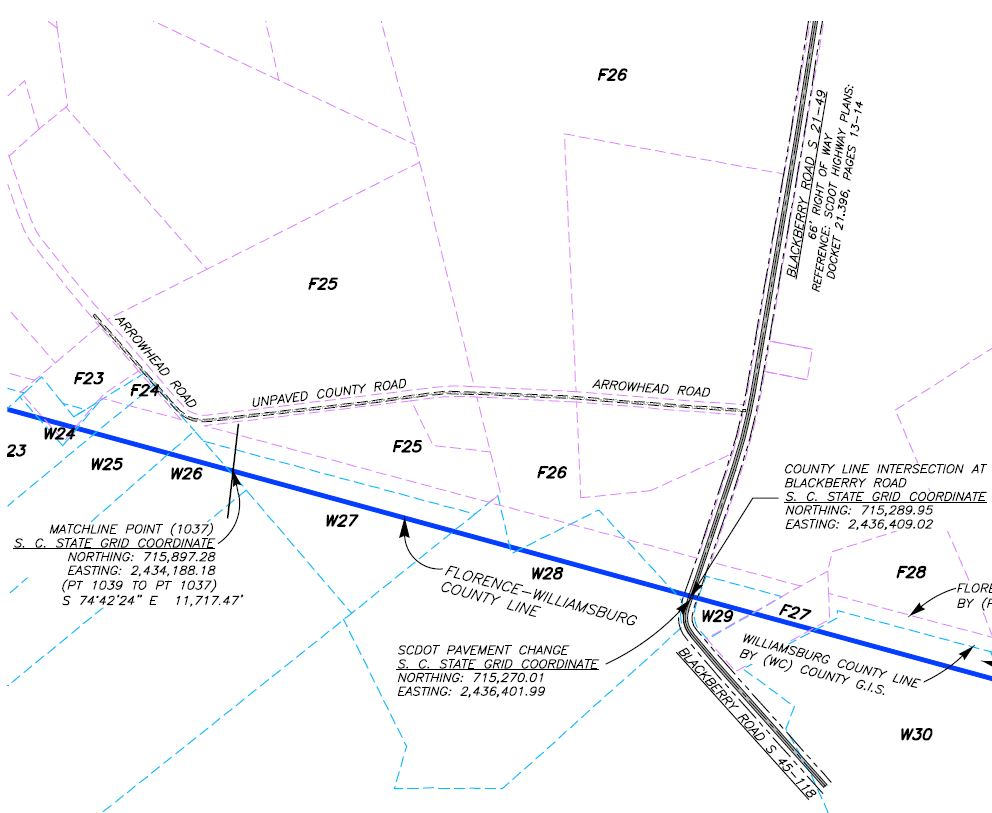 F26
BLACKBERRY ROAD S 21-49
66' RIGHT OF WAY
REFERENCE: SCDOT HIGHWAY PLANS:
DOCKET 21.396, PAGES 13-14
F25
ARROWHEAD ROAD
F23
F24
UNPAVED COUNTY ROAD
ARROWHEAD ROAD
W24
23
W25
W26
F25
F26
COUNTY LINE INTERSECTION AT
BLACKBERRY ROAD
S. C. STATE GRID COORDINATE
NORTHING: 715,289.95
EASTING: 2,436,409.02
MATCHLINE POINT (1037)
S. C. STATE GRID COORDINATE
NORTHING: 715,897.28
EASTING: 2,434,188.18
(PT 1039 TO PT 1037)
S 74°42'24" E 11,717.47'
W27
FLORENCE-WILLIAMSBURG
COUNTY LINE
W28
F28
FLORE
BY (F
W29
F27
WILLIAMSBURG COUNTY LINE
BY (WC) COUNTY G.I.S.
SCDOT PAVEMENT CHANGE
S. C. STATE GRID COORDINATE
NORTHING: 715,270.01
EASTING: 2,436,401.99
BLACKBERRY ROAD S 45-118
W30